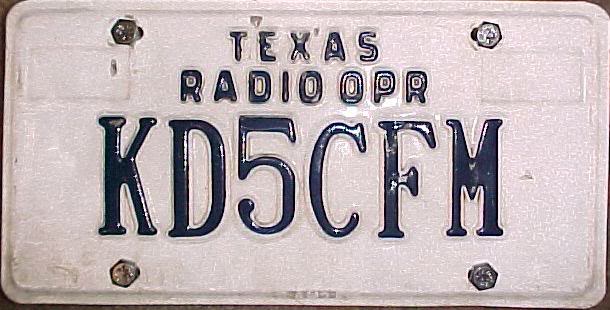 TEXAS
RADIO OPR
KD5CFM